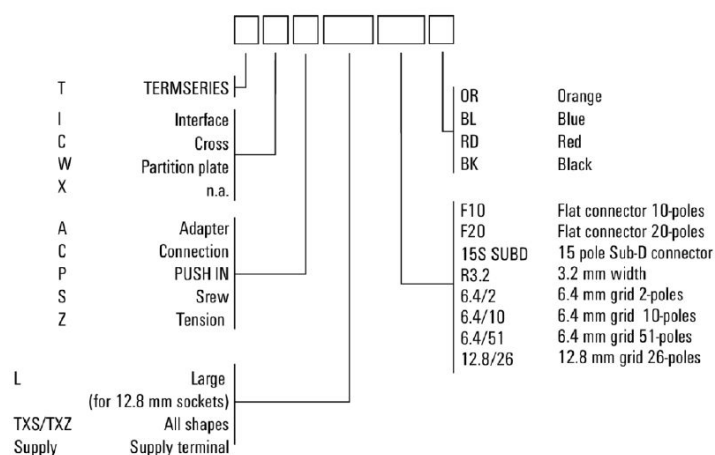 T TERMSERIES
I Interface
C Cross
W Partition plate
X n.a.
A Adapter
C Connection
P PUSH IN
S Srew
Z Tension
L Large
(for 12.8 mm sockets)
TXS/TXZ All shapes
Supply Supply terminal
OR Orange
BL Blue
RD Red
BK Black
F10 Flat connector 10-poles
F20 Flat connector 20-poles
15S SUBD 15 pole Sub-D connector
R3.2 3.2 mm width
6.4/2 6.4 mm grid 2-poles
6.4/10 6.4 mm grid 10-poles
6.4/51 6.4 mm grid 51-poles
12.8/26 12.8 mm grid 26-poles